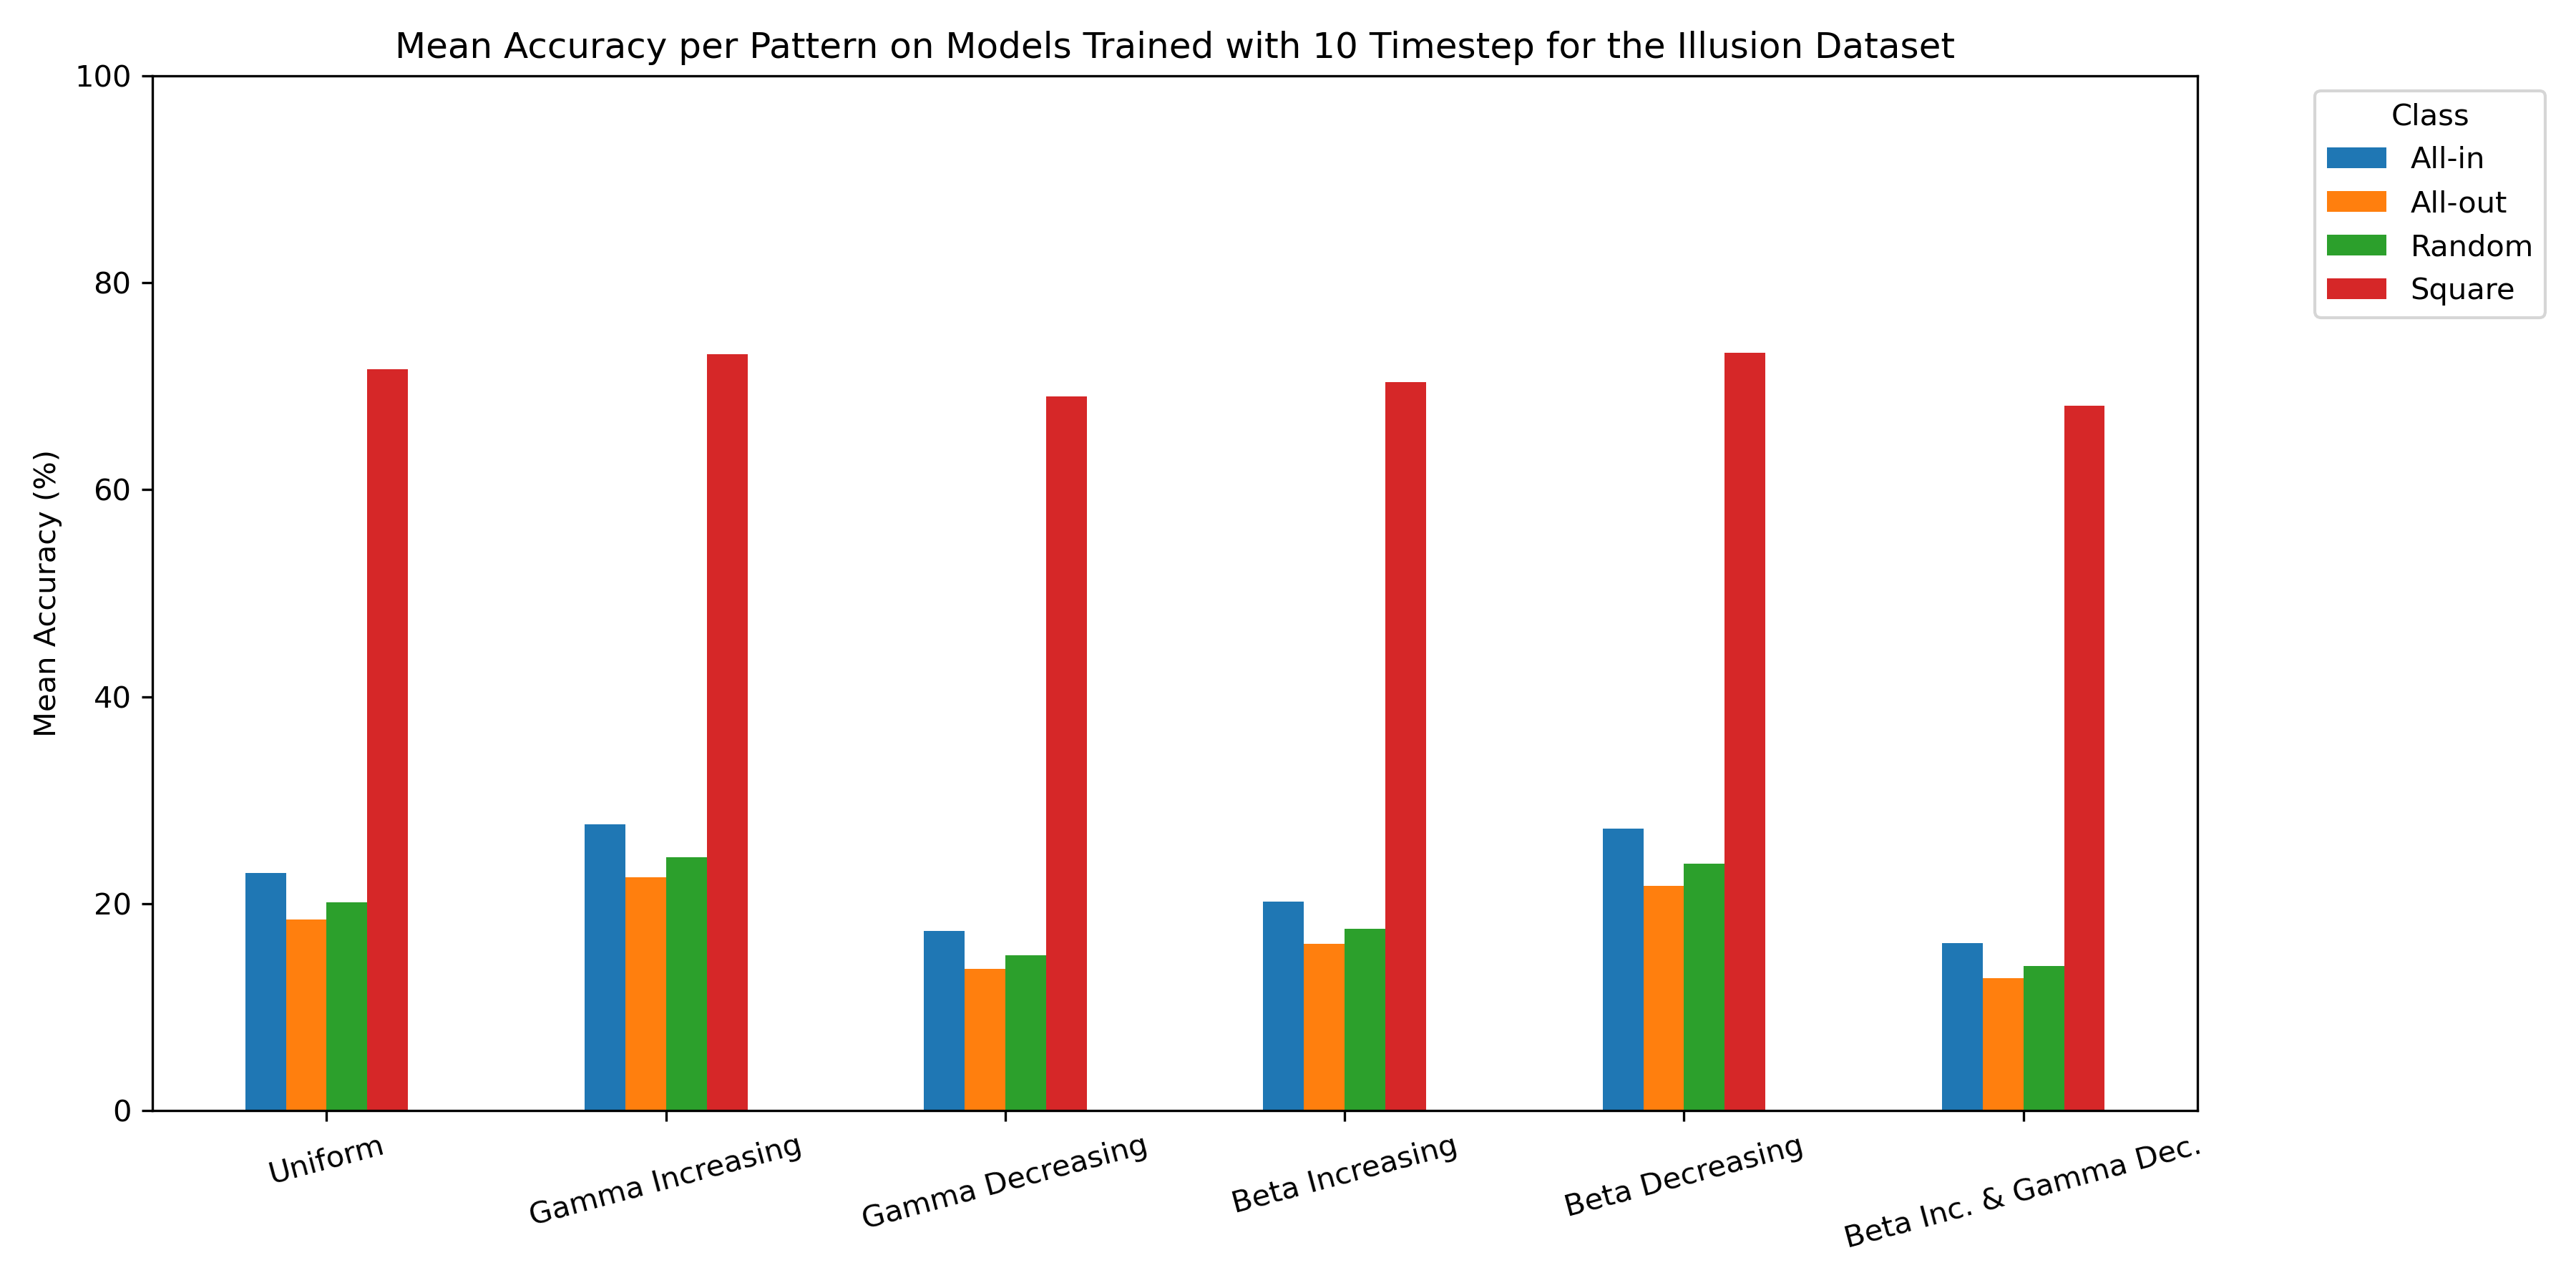 Mean Accuracy per Pattern on Models Trained with 10 Timestep for the Illusion Dataset
Mean Accuracy (%)
100
80
60
40
20
0
Uniform
Gamma Increasing
Gamma Decreasing
Beta Increasing
Beta Decreasing
Beta Inc. & Gamma Dec.
Class
All-in
All-out
Random
Square